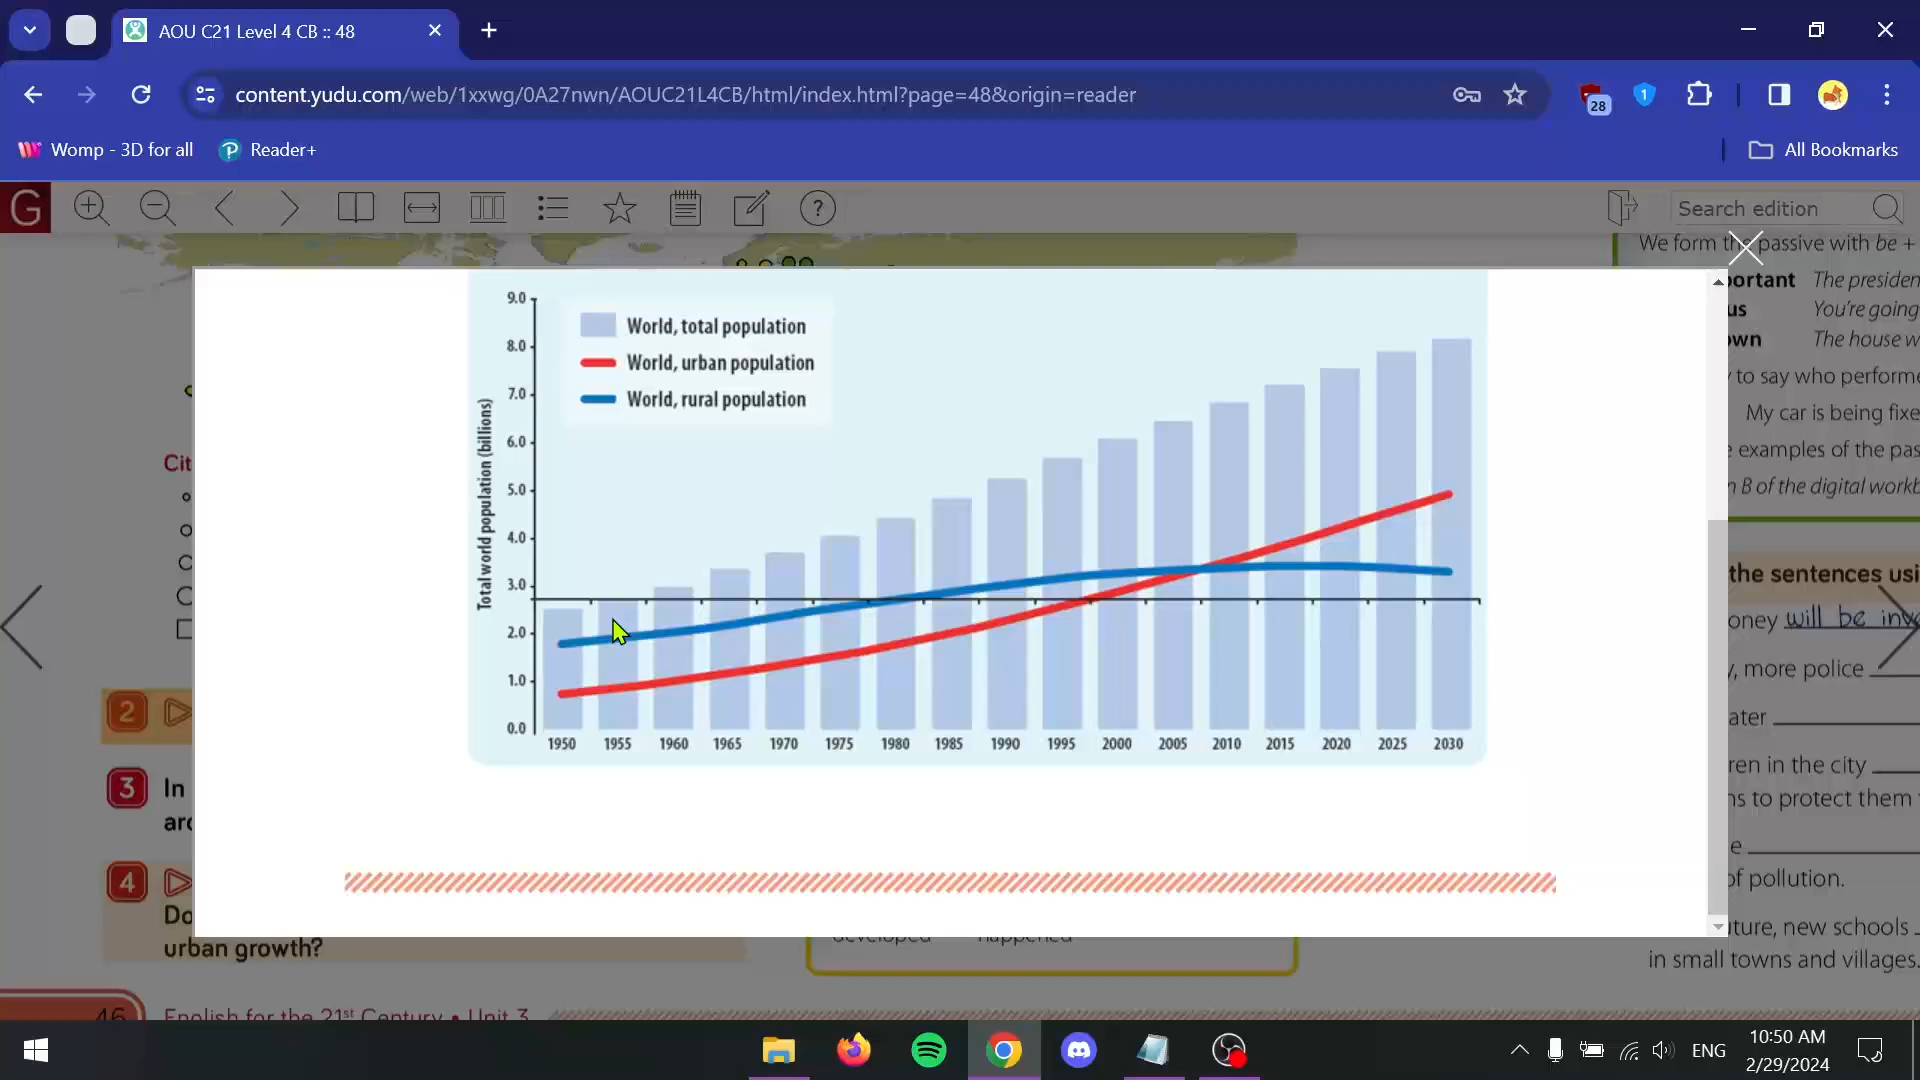 AOU C21 Level 4 CB :: 48
content.yudu.com/web/1xxwg/0A27nwn/AOUC21L4CB/html/index.html?page=48&origin=reader
28
1
Womp - 3D for all
Reader+
All Bookmarks
G
?
Search edition
We form the passive with be +
The presiden
You're going
The house w
to say who performe
My car is being fixe
examples of the pas
B of the digital workb
the sentences usi
oney will be inv
, more police
ater
ren in the city
ns to protect them
of pollution.
ture, new schools
in small towns and villages.
9.0
8.0
7.0
6.0
5.0
4.0
3.0
2.0
1.0
0.0
Total world population (billions)
World, total population
World, urban population
World, rural population
1950 1955 1960 1965 1970 1975 1980 1985 1990 1995 2000 2005 2010 2015 2020 2025 2030
Cit
2
3 In
arc
4
Do
urban growth?
46
English for the 21st Century • Unit 3
ENG
10:50 AM
2/29/2024